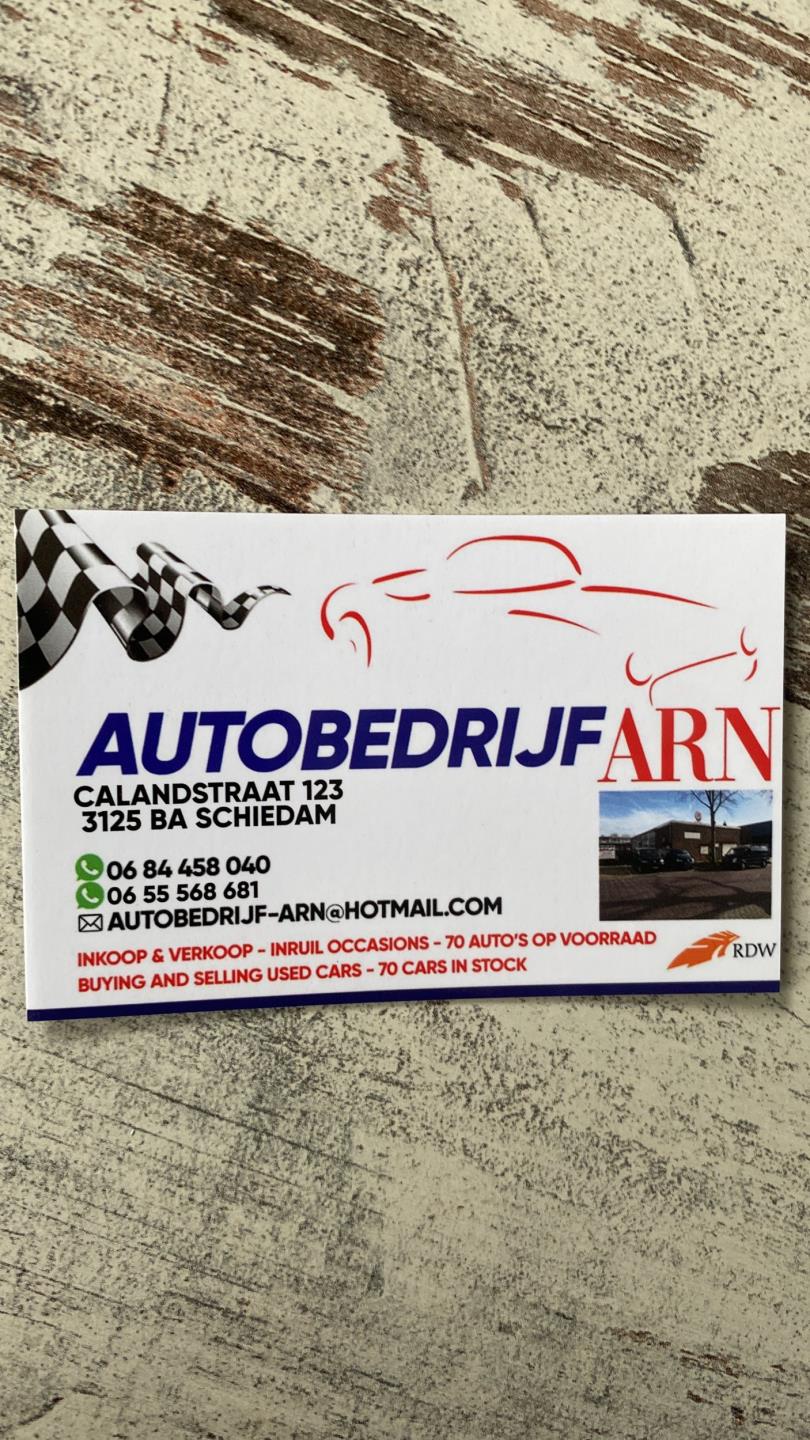 AUTOBEDRIJF ARN
CALANDSTRAAT 123
3125 BA SCHIEDAM
06 84 458 040
06 55 568 681
AUTOBEDRIJF-ARN@HOTMAIL.COM
INKOOP & VERKOOP - INRUIL OCCASIONS - 70 AUTO'S OP VOORRAAD
BUYING AND SELLING USED CARS - 70 CARS IN STOCK
RDW